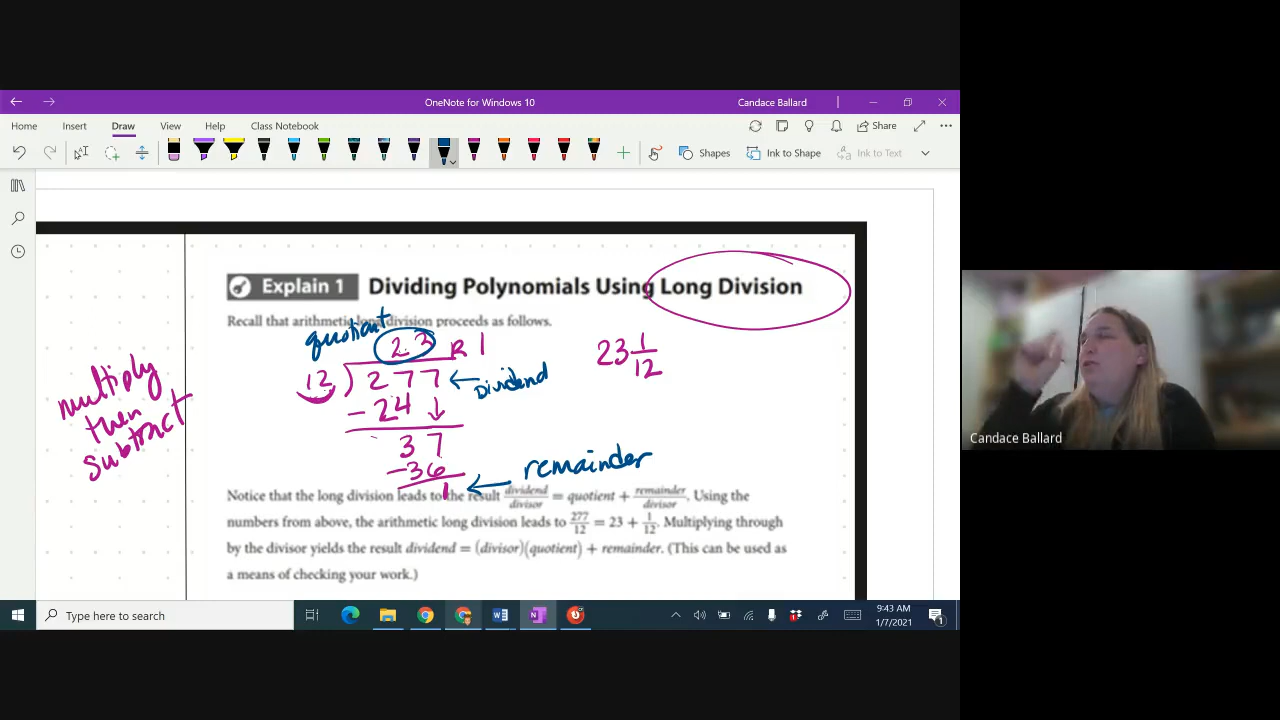 OneNote for Windows 10
Candace Ballard
Home Insert Draw View Help Class Notebook
Share
Shapes Ink to Shape Ink to Text
Explain 1 Dividing Polynomials Using Long Division
Recall that arithmetic long division proceeds as follows.
quotient
23 R 1
23 1/12
12 ) 277 ← Dividend
- 24 ↓
37
- 36
1 ← remainder
multiply
then
subtract
Notice that the long division leads to the result dividend/divisor = quotient + remainder/divisor. Using the
numbers from above, the arithmetic long division leads to 277/12 = 23 + 1/12. Multiplying through
by the divisor yields the result dividend = (divisor)(quotient) + remainder. (This can be used as
a means of checking your work.)
Candace Ballard
Type here to search
9:43 AM
1/7/2021
1